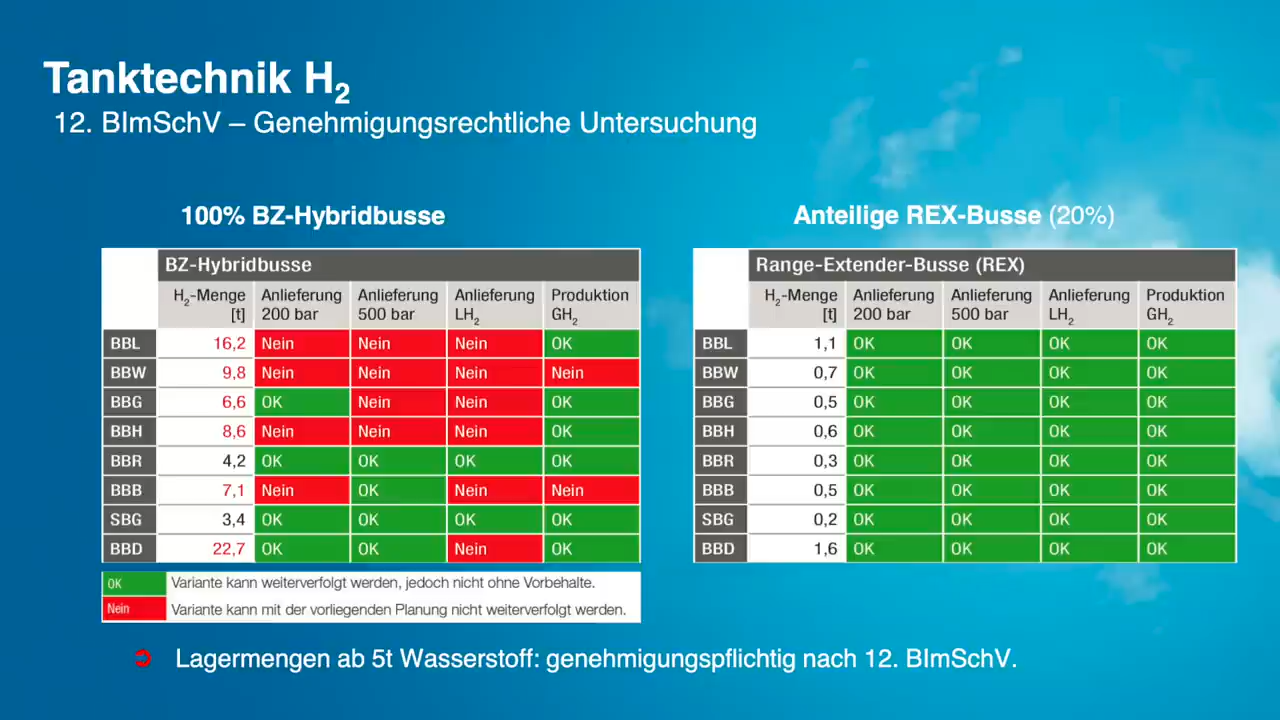 Tanktechnik H2
12. BImSchV – Genehmigungsrechtliche Untersuchung
100% BZ-Hybridbusse
BZ-Hybridbusse
H2-Menge [t] Anlieferung 200 bar Anlieferung 500 bar Anlieferung LH2 Produktion GH2
BBL 16,2 Nein Nein Nein OK
BBW 9,8 Nein Nein Nein Nein
BBG 6,6 OK Nein Nein OK
BBH 8,6 Nein Nein Nein OK
BBR 4,2 OK OK OK OK
BBB 7,1 Nein OK Nein Nein
SBG 3,4 OK OK OK OK
BBD 22,7 OK OK Nein OK
OK Variante kann weiterverfolgt werden, jedoch nicht ohne Vorbehalte.
Nein Variante kann mit der vorliegenden Planung nicht weiterverfolgt werden.
Anteilige REX-Busse (20%)
Range-Extender-Busse (REX)
H2-Menge [t] Anlieferung 200 bar Anlieferung 500 bar Anlieferung LH2 Produktion GH2
BBL 1,1 OK OK OK OK
BBW 0,7 OK OK OK OK
BBG 0,5 OK OK OK OK
BBH 0,6 OK OK OK OK
BBR 0,3 OK OK OK OK
BBB 0,5 OK OK OK OK
SBG 0,2 OK OK OK OK
BBD 1,6 OK OK OK OK
Lagermengen ab 5t Wasserstoff: genehmigungspflichtig nach 12. BImSchV.